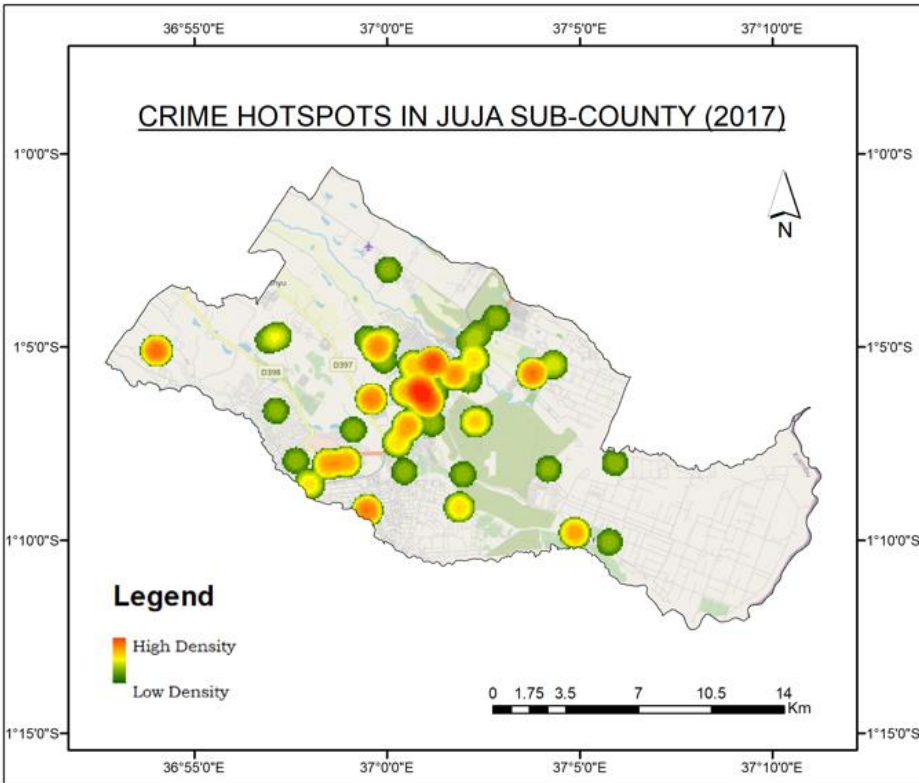 36°55'0"E 37°0'0"E 37°5'0"E 37°10'0"E
CRIME HOTSPOTS IN JUJA SUB-COUNTY (2017)
1°0'0"S 1°0'0"S
N
1°5'0"S 1°5'0"S
D397
D398
1°10'0"S 1°10'0"S
Legend
High Density
Low Density
0 1.75 3.5 7 10.5 14
Km
1°15'0"S 1°15'0"S
36°55'0"E 37°0'0"E 37°5'0"E 37°10'0"E